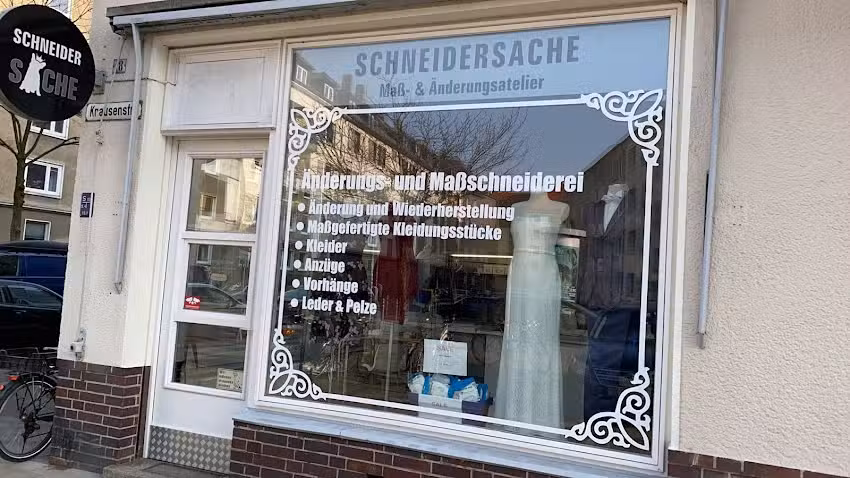 SCHNEIDER
SACHE
Krausenstr
SCHNEIDERSACHE
Maß- & Änderungsatelier
Änderungs- und Maßschneiderei
• Änderung und Wiederherstellung
• Maßgefertigte Kleidungsstücke
• Kleider
• Anzüge
• Vorhänge
• Leder & Pelze